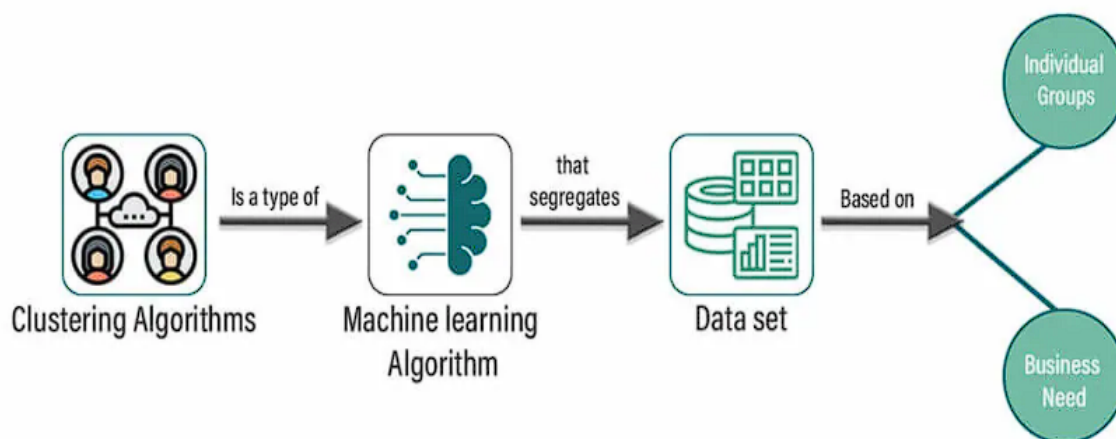 Clustering Algorithms
Is a type of
Machine learning
Algorithm
that
segregates
Data set
Based on
Individual
Groups
Business
Need